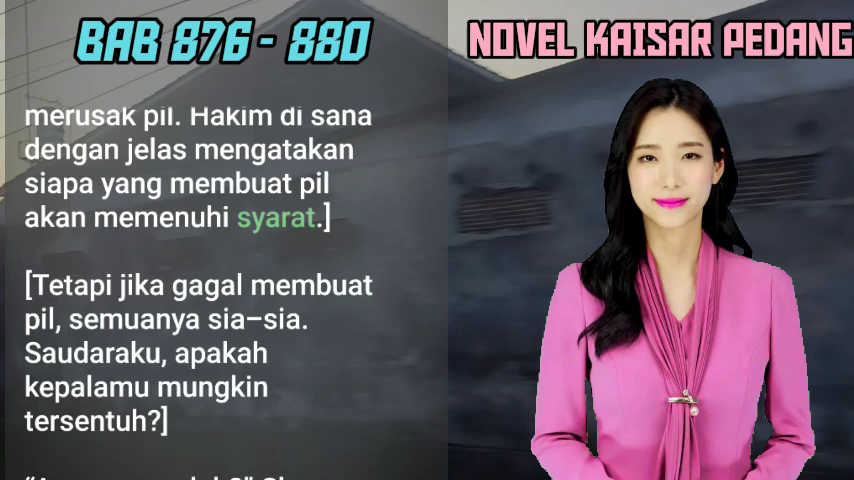 BAB 876 - 880
NOVEL KAISAR PEDANG
merusak pil. Hakim di sana
dengan jelas mengatakan
siapa yang membuat pil
akan memenuhi syarat.]
[Tetapi jika gagal membuat
pil, semuanya sia–sia.
Saudaraku, apakah
kepalamu mungkin
tersentuh?]